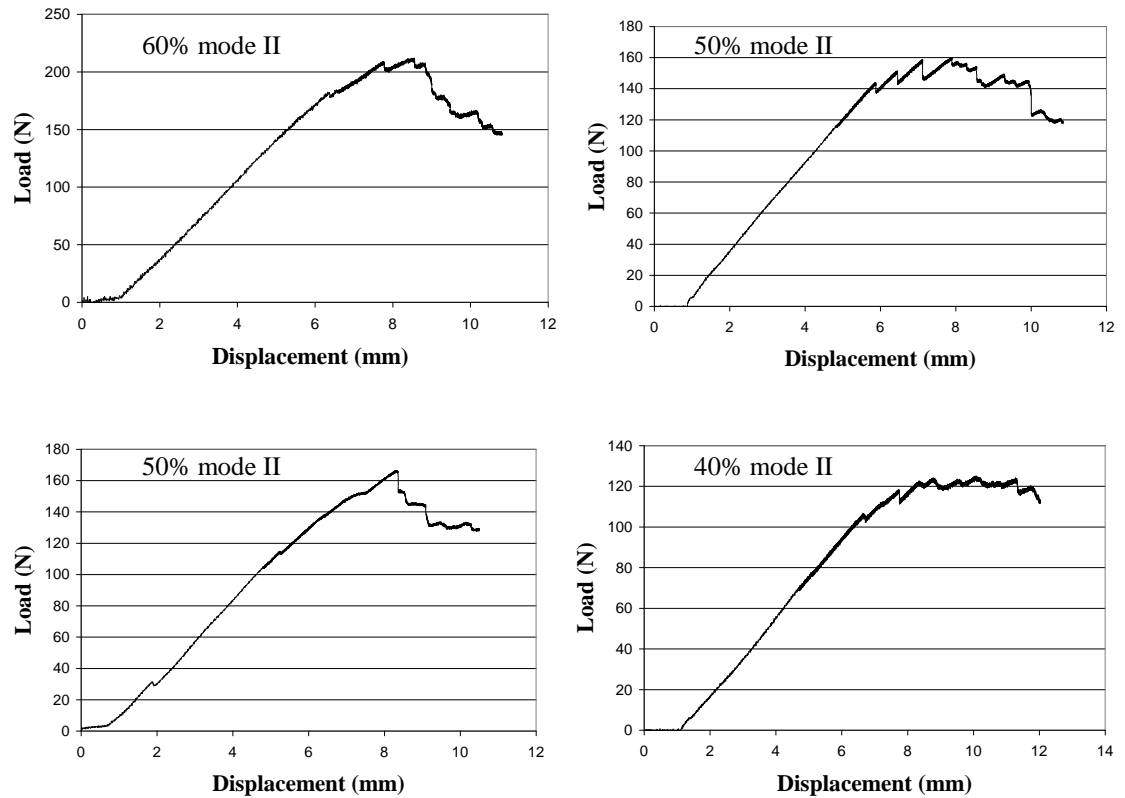 60% mode II
250
200
150
100
50
0
Load (N)
0 2 4 6 8 10 12
Displacement (mm)
50% mode II
180
160
140
120
100
80
60
40
20
0
Load (N)
0 2 4 6 8 10 12
Displacement (mm)
50% mode II
180
160
140
120
100
80
60
40
20
0
Load (N)
0 2 4 6 8 10 12
Displacement (mm)
40% mode II
140
120
100
80
60
40
20
0
Load (N)
0 2 4 6 8 10 12 14
Displacement (mm)